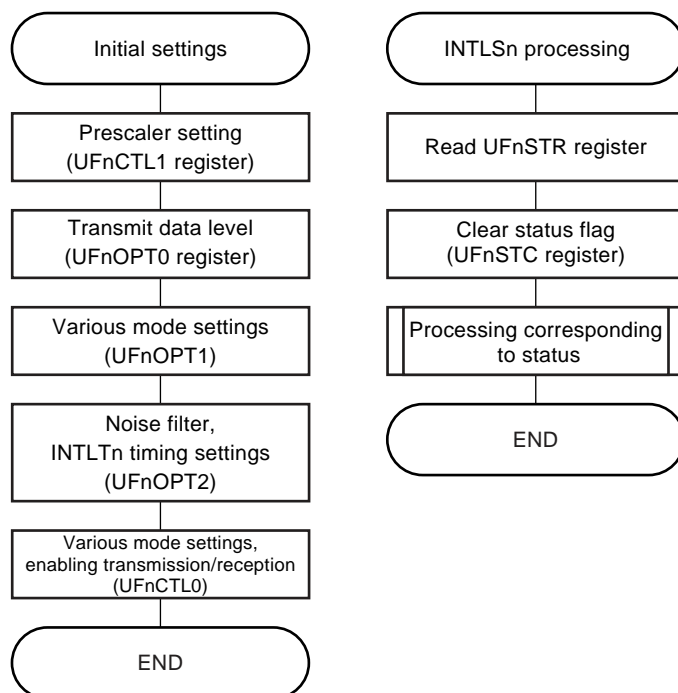 Initial settings
Prescaler setting
(UFnCTL1 register)
Transmit data level
(UFnOPT0 register)
Various mode settings
(UFnOPT1)
Noise filter,
INTLTn timing settings
(UFnOPT2)
Various mode settings,
enabling transmission/reception
(UFnCTL0)
END
INTLSn processing
Read UFnSTR register
Clear status flag
(UFnSTC register)
Processing corresponding
to status
END